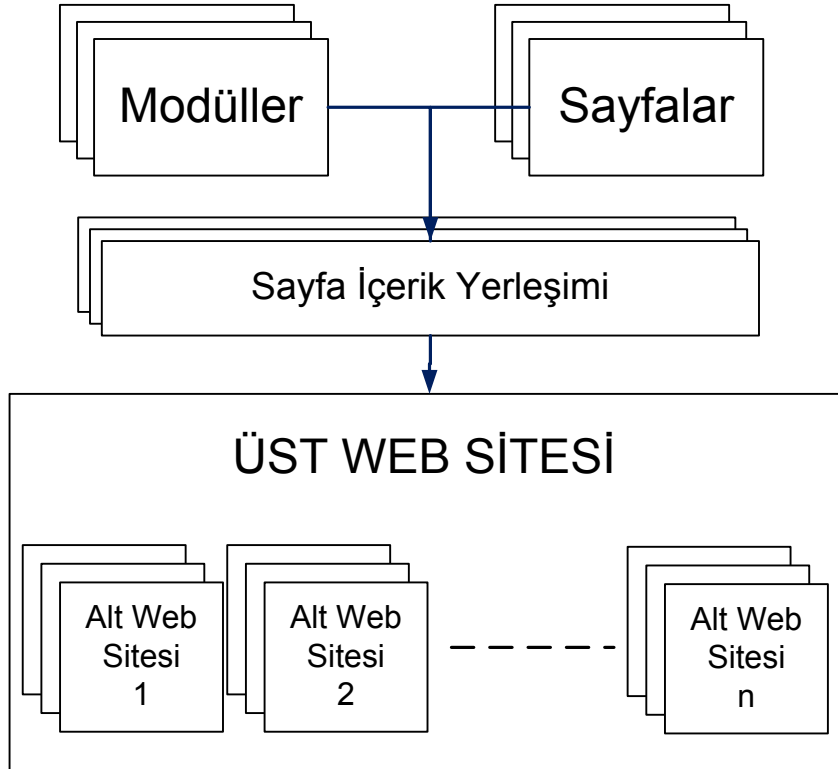 Modüller
Sayfalar
Sayfa İçerik Yerleşimi
ÜST WEB SİTESİ
Alt Web
Sitesi
1
Alt Web
Sitesi
2
Alt Web
Sitesi
n